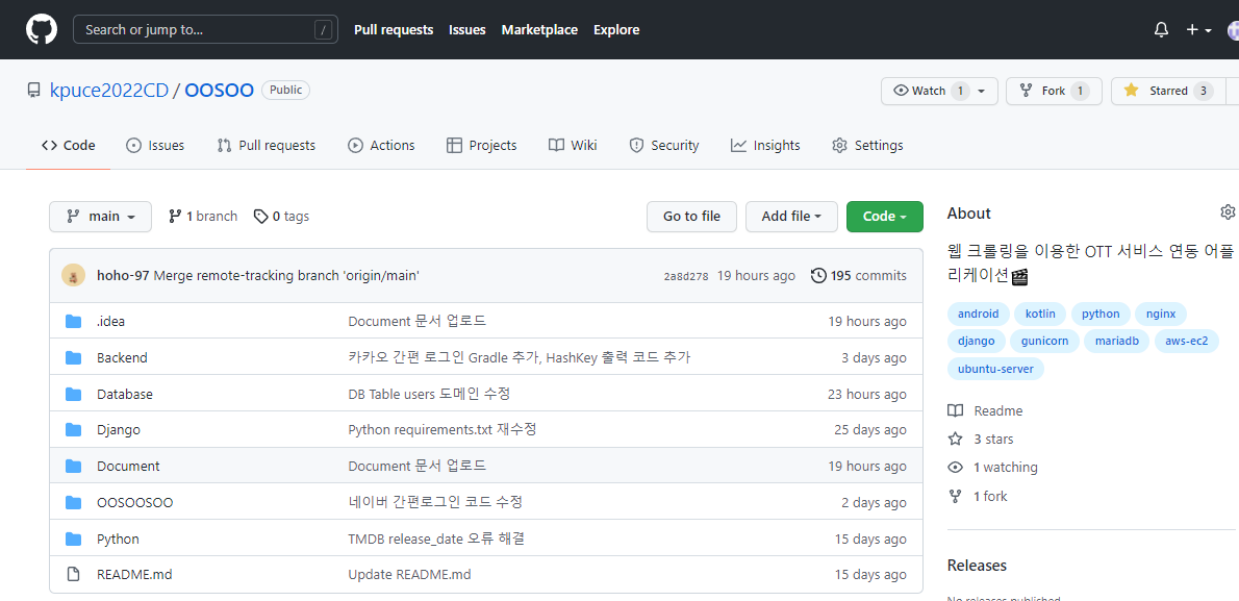 Search or jump to... /
Pull requests Issues Marketplace Explore
kpuce2022CD / OOSOO Public
Watch 1 Fork 1 Starred 3
Code Issues Pull requests Actions Projects Wiki Security Insights Settings
main 1 branch 0 tags Go to file Add file Code
hoho-97 Merge remote-tracking branch 'origin/main' 2a8d278 19 hours ago 195 commits
.idea Document 문서 업로드 19 hours ago
Backend 카카오 간편 로그인 Gradle 추가, HashKey 출력 코드 추가 3 days ago
Database DB Table users 도메인 수정 23 hours ago
Django Python requirements.txt 재수정 25 days ago
Document Document 문서 업로드 19 hours ago
OOSOOSOO 네이버 간편로그인 코드 수정 2 days ago
Python TMDB release_date 오류 해결 15 days ago
README.md Update README.md 15 days ago
About
웹 크롤링을 이용한 OTT 서비스 연동 어플
리케이션🎬
android kotlin python nginx
django gunicorn mariadb aws-ec2
ubuntu-server
Readme
3 stars
1 watching
1 fork
Releases
No releases published